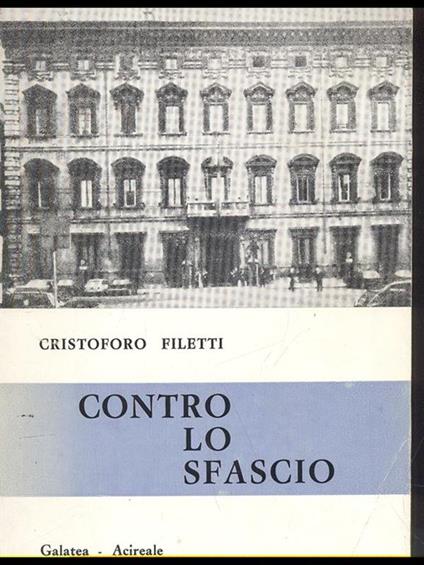 CRISTOFORO FILETTI
CONTRO
LO
SFASCIO
Galatea - Acireale